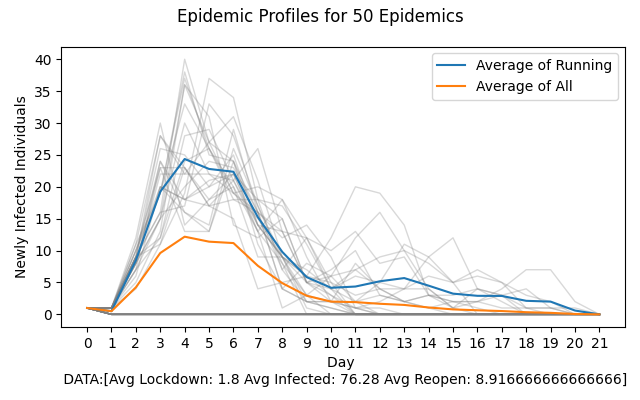 Epidemic Profiles for 50 Epidemics
Average of Running
Average of All
Newly Infected Individuals
40
35
30
25
20
15
10
5
0
0 1 2 3 4 5 6 7 8 9 10 11 12 13 14 15 16 17 18 19 20 21
Day
DATA:[Avg Lockdown: 1.8 Avg Infected: 76.28 Avg Reopen: 8.916666666666666]